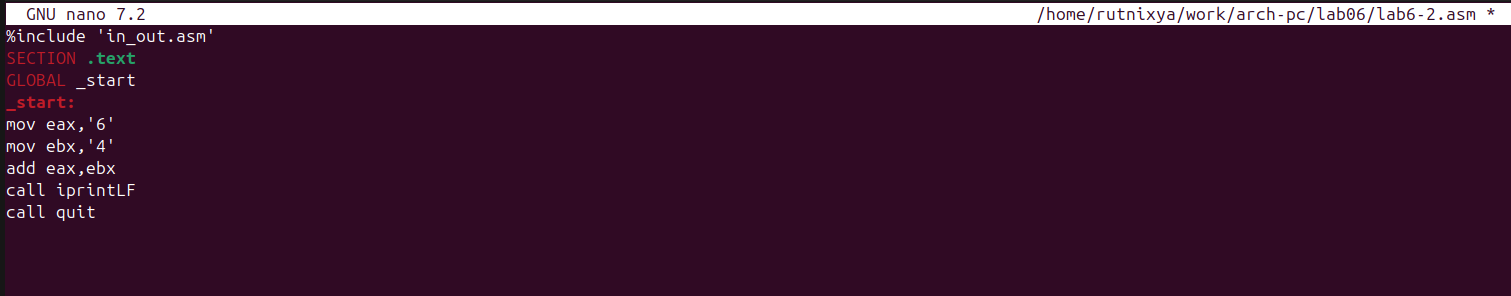 GNU nano 7.2 /home/rutnixya/work/arch-pc/lab06/lab6-2.asm *
%include 'in_out.asm'
SECTION .text
GLOBAL _start
_start:
mov eax,'6'
mov ebx,'4'
add eax,ebx
call iprintLF
call quit